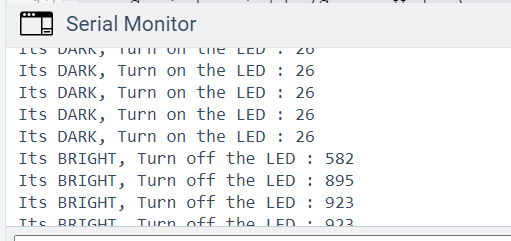 Serial Monitor
Its DARK, Turn on the LED : 26
Its DARK, Turn on the LED : 26
Its DARK, Turn on the LED : 26
Its DARK, Turn on the LED : 26
Its DARK, Turn on the LED : 26
Its BRIGHT, Turn off the LED : 582
Its BRIGHT, Turn off the LED : 895
Its BRIGHT, Turn off the LED : 923
Its BRIGHT, Turn off the LED : 923